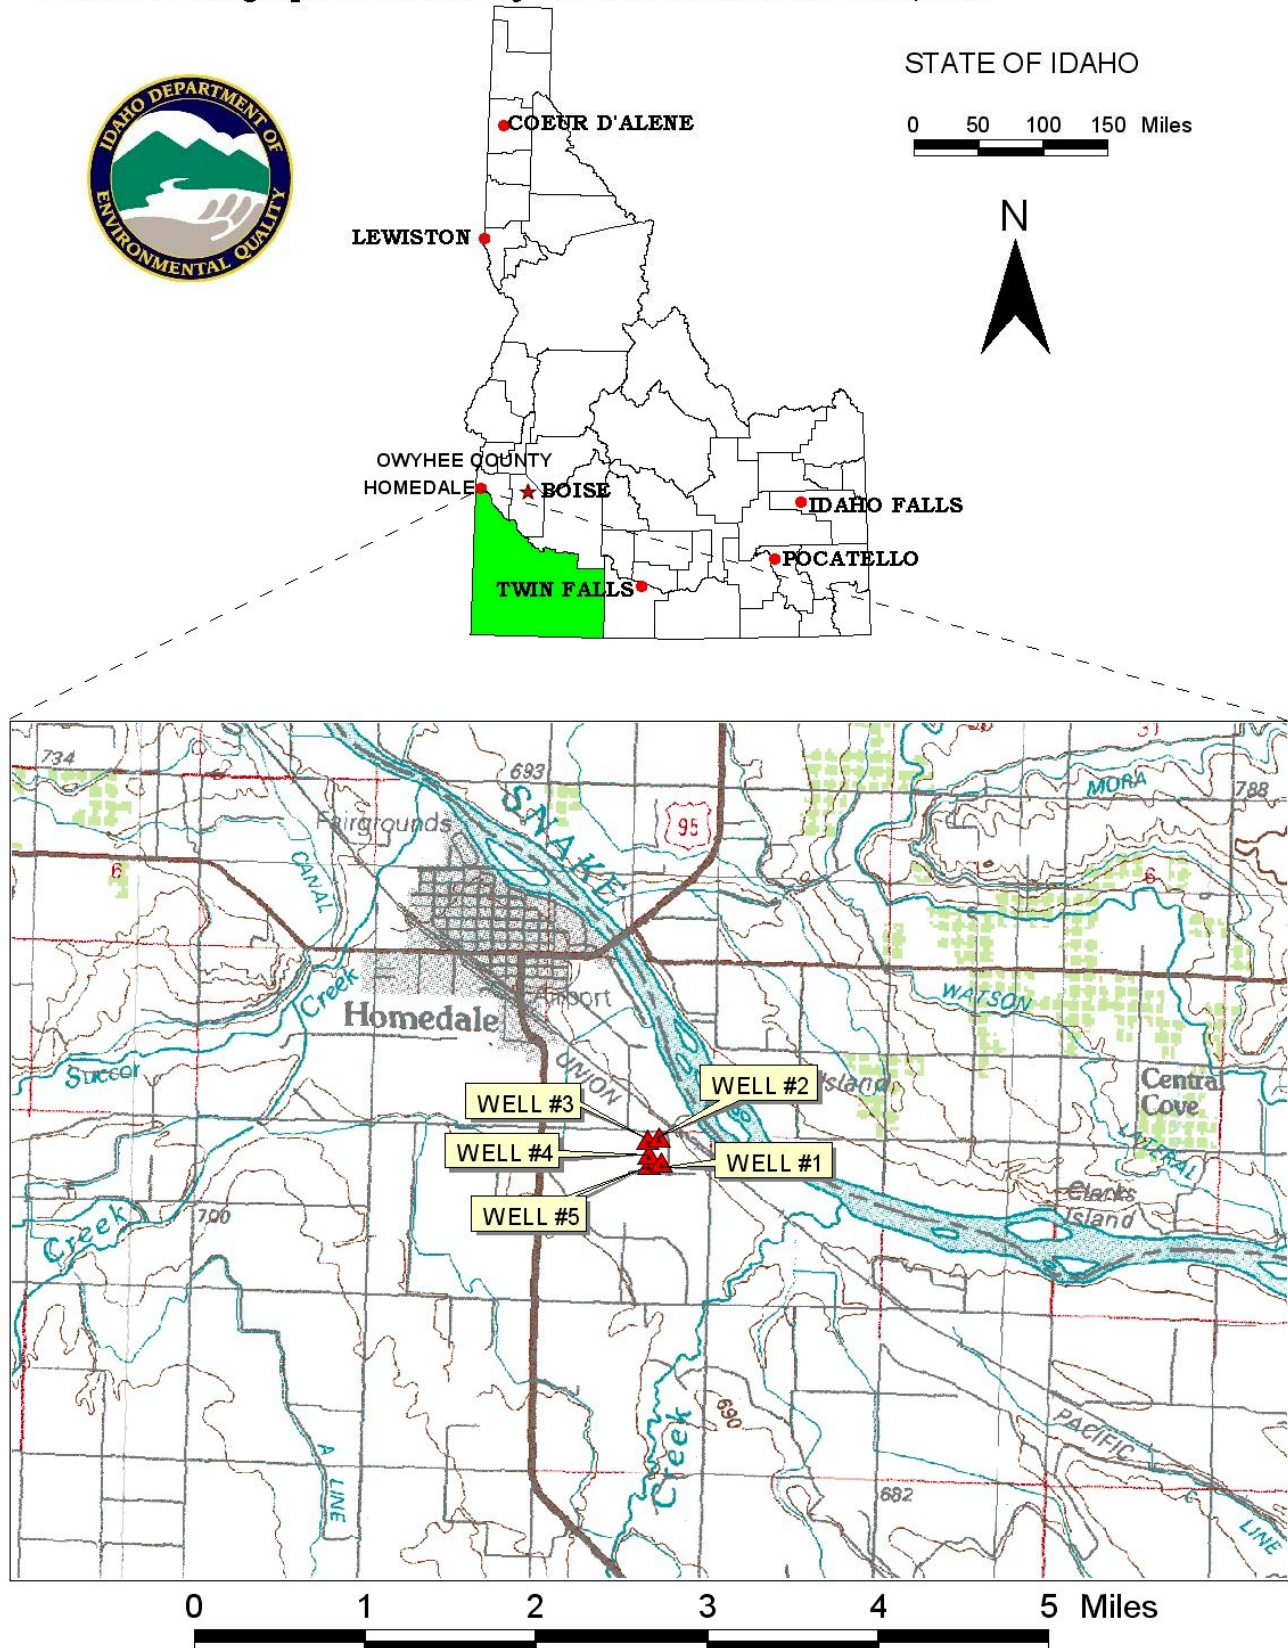 STATE OF IDAHO
0 50 100 150 Miles
N
IDAHO DEPARTMENT OF
ENVIRONMENTAL QUALITY
COEUR D'ALENE
LEWISTON
OWYHEE COUNTY
HOMEDALE
BOISE
IDAHO FALLS
POCATELLO
TWIN FALLS
734
693
SNAKE
MORA
788
Fairgrounds
95
CANAL
6
6
Creek
WATSON
Airport
Homedale
Succor
UNION
Island
Central
Cove
WELL #2
WELL #3
WELL #4
WELL #1
WELL #5
LATERAL
Clarks
Island
Creek
700
690
Creek
PACIFIC
A LINE
682
C LINE
0 1 2 3 4 5 Miles